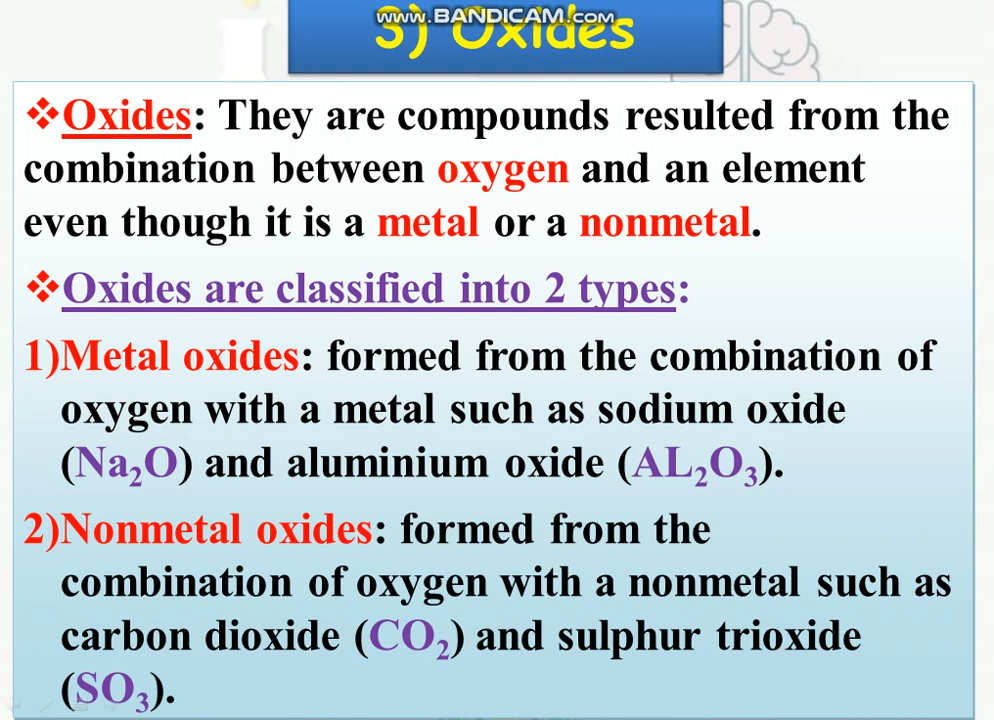 www.BANDICAM.com
3) Oxides
❖Oxides: They are compounds resulted from the
combination between oxygen and an element
even though it is a metal or a nonmetal.
❖Oxides are classified into 2 types:
1)Metal oxides: formed from the combination of
oxygen with a metal such as sodium oxide
(Na₂O) and aluminium oxide (AL₂O₃).
2)Nonmetal oxides: formed from the
combination of oxygen with a nonmetal such as
carbon dioxide (CO₂) and sulphur trioxide
(SO₃).